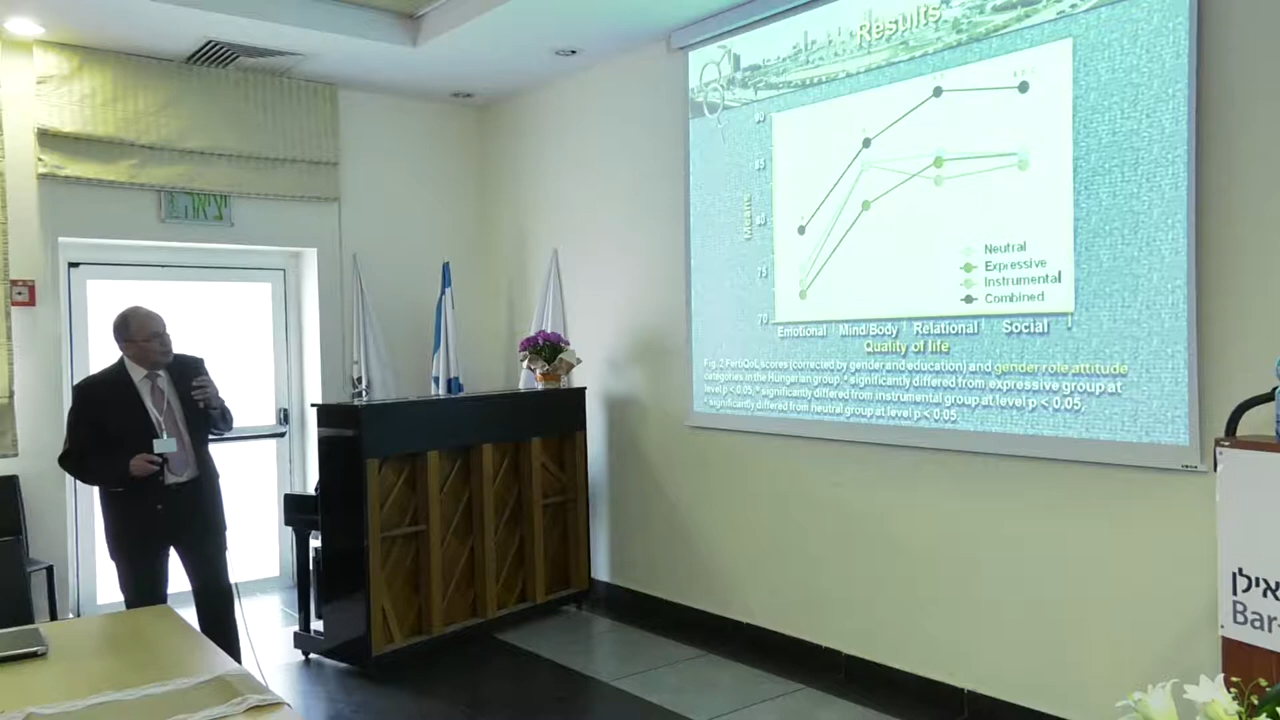 יציאה
Results
90
85
80
75
70
Means
Neutral
Expressive
Instrumental
Combined
Emotional Mind/Body Relational Social
Quality of life
Fig. 2 FertiQoL scores (corrected by gender and education) and gender role attitude
categories in the Hungarian group, significantly differed from expressive group at
level p < 0.05, significantly differed from instrumental group at level p < 0.05,
significantly differed from neutral group at level p < 0.05.
אילן
Bar-